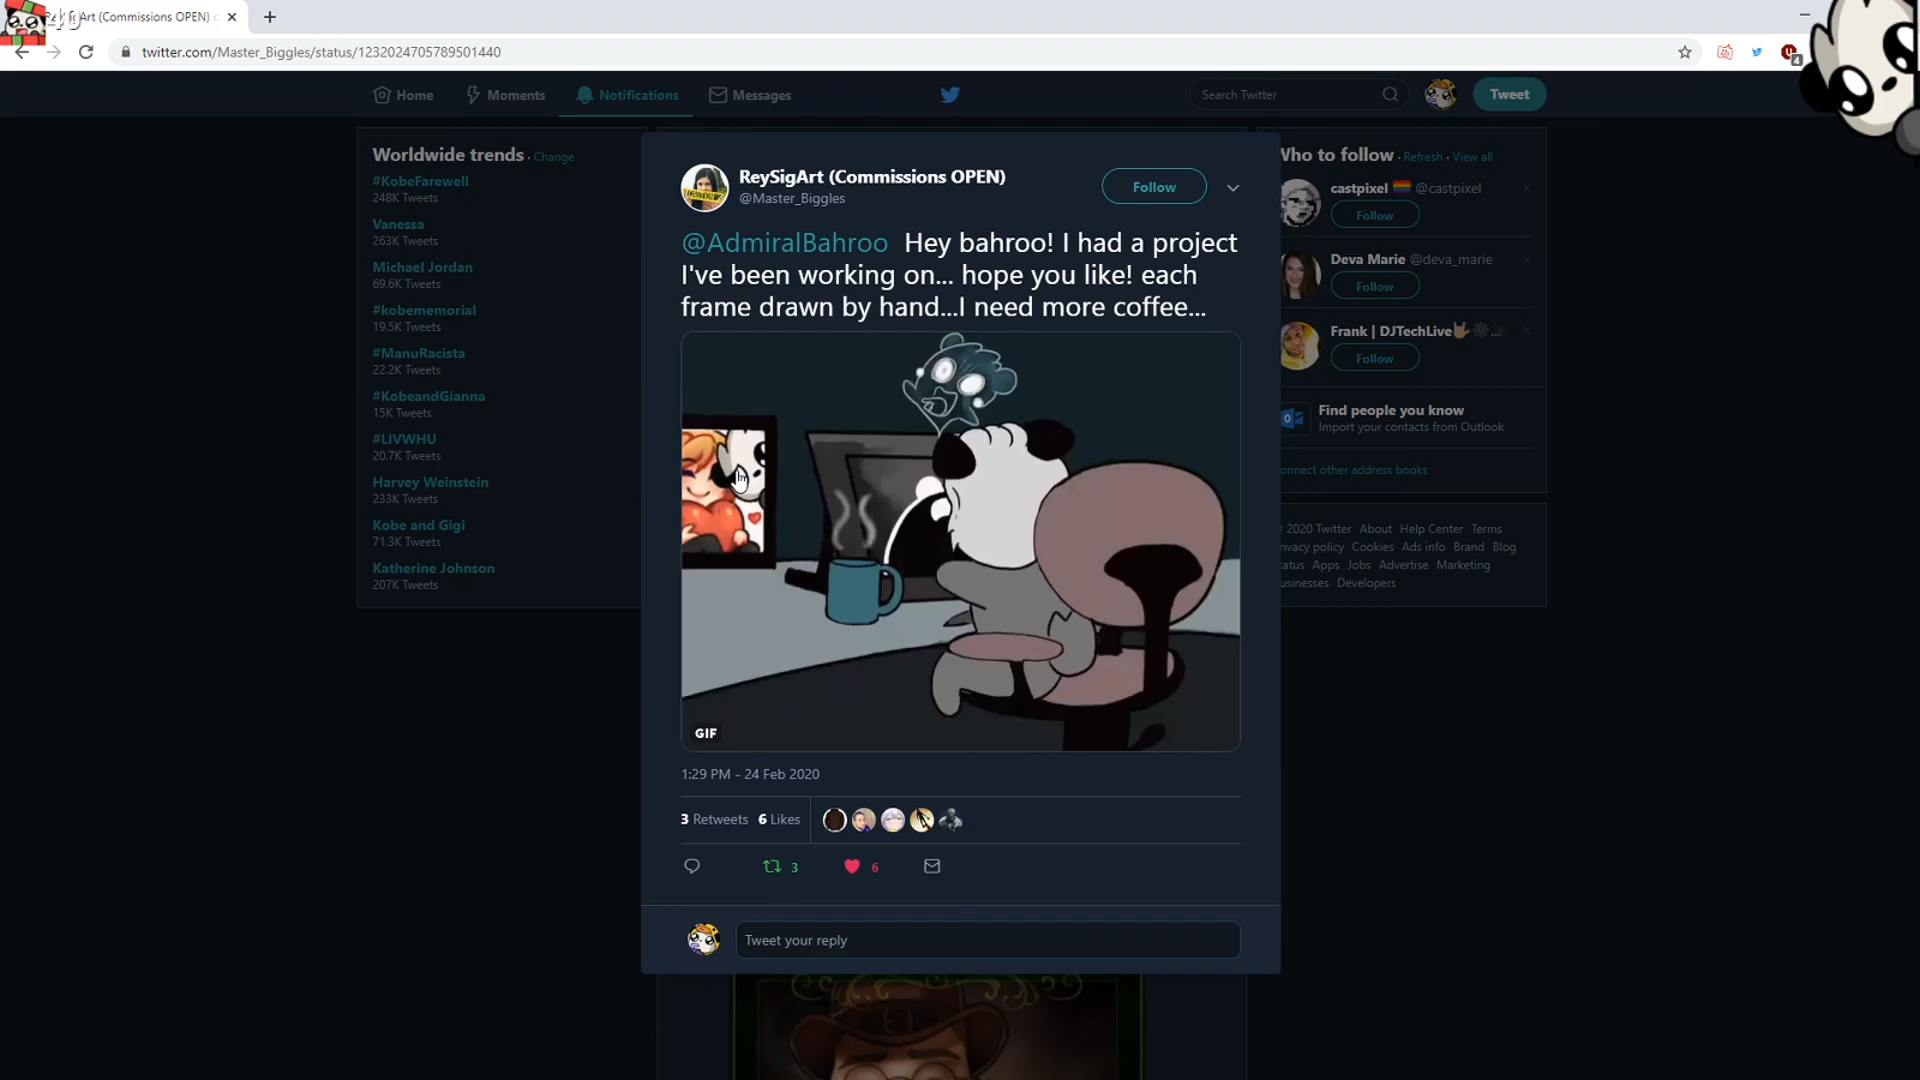 ReySigArt (Commissions OPEN)
twitter.com/Master_Biggles/status/1232024705789501440
4
Home
Moments
Notifications
Messages
Search Twitter
Tweet
Worldwide trends · Change
#KobeFarewell
248K Tweets
Vanessa
263K Tweets
Michael Jordan
69.6K Tweets
#kobememorial
19.5K Tweets
#ManuRacista
22.2K Tweets
#KobeandGianna
15K Tweets
#LIVWHU
20.7K Tweets
Harvey Weinstein
233K Tweets
Kobe and Gigi
71.3K Tweets
Katherine Johnson
207K Tweets
ReySigArt (Commissions OPEN)
@Master_Biggles
Follow
@AdmiralBahroo Hey bahroo! I had a project
I've been working on... hope you like! each
frame drawn by hand...I need more coffee...
GIF
1:29 PM - 24 Feb 2020
3 Retweets 6 Likes
3
6
Tweet your reply
Who to follow · Refresh · View all
castpixel @castpixel
Follow
Deva Marie @deva_marie
Follow
Frank | DJTechLive ...
Follow
Find people you know
Import your contacts from Outlook
onnect other address books
2020 Twitter About Help Center Terms
rivacy policy Cookies Ads info Brand Blog
tatus Apps Jobs Advertise Marketing
usinesses Developers